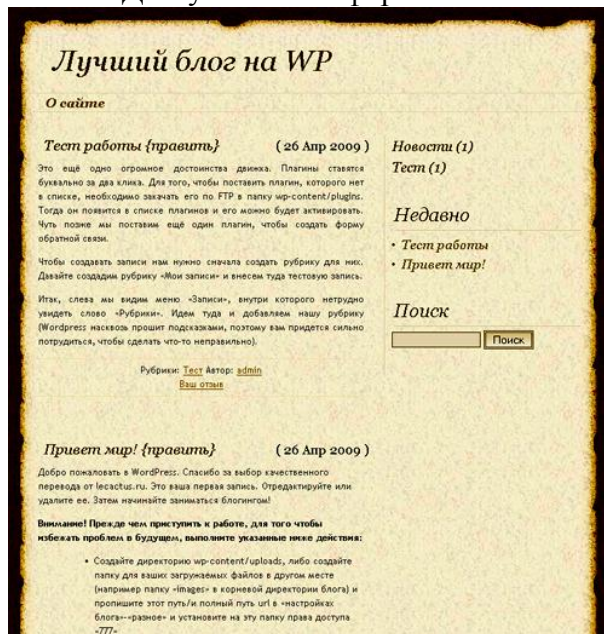 Лучший блог на WP
О сайте
Тест работы {править} ( 26 Апр 2009 )
Это ещё одно огромное достоинства движка. Плагины ставятся
буквально за два клика. Для того, чтобы поставить плагин, которого нет
в списке, необходимо закачать его по FTP в папку wp-content/plugins.
Тогда он появится в списке плагинов и его можно будет активировать.
Чуть позже мы поставим ещё один плагин, чтобы создать форму
обратной связи.
Чтобы создавать записи нам нужно сначала создать рубрику для них.
Давайте создадим рубрику «Мои записи» и внесем туда тестовую запись.
Итак, слева мы видим меню «Записи», внутри которого нетрудно
увидеть слово «Рубрики». Идем туда и добавляем нашу рубрику
(Wordpress насквозь прошит подсказками, поэтому вам придется сильно
потрудиться, чтобы сделать что-то неправильно).
Рубрики: Тест Автор: admin
Ваш отзыв
Привет мир! {править} ( 26 Апр 2009 )
Добро пожаловать в WordPress. Спасибо за выбор качественного
перевода от lecactus.ru. Это ваша первая запись. Отредактируйте или
удалите ее. Затем начинайте заниматься блогингом!
Внимание! Прежде чем приступить к работе, для того чтобы
избежать проблем в будущем, выполните указанные ниже действия:
• Создайте директорию wp-content/uploads, либо создайте
папку для ваших загружаемых файлов в другом месте
(например папку «images» в корневой директории блога) и
пропишите этот путь/и полный путь url в «настройках
блога»-«разное» и установите на эту папку права доступа
«777»
Новости (1)
Тест (1)
Недавно
• Тест работы
• Привет мир!
Поиск
Поиск